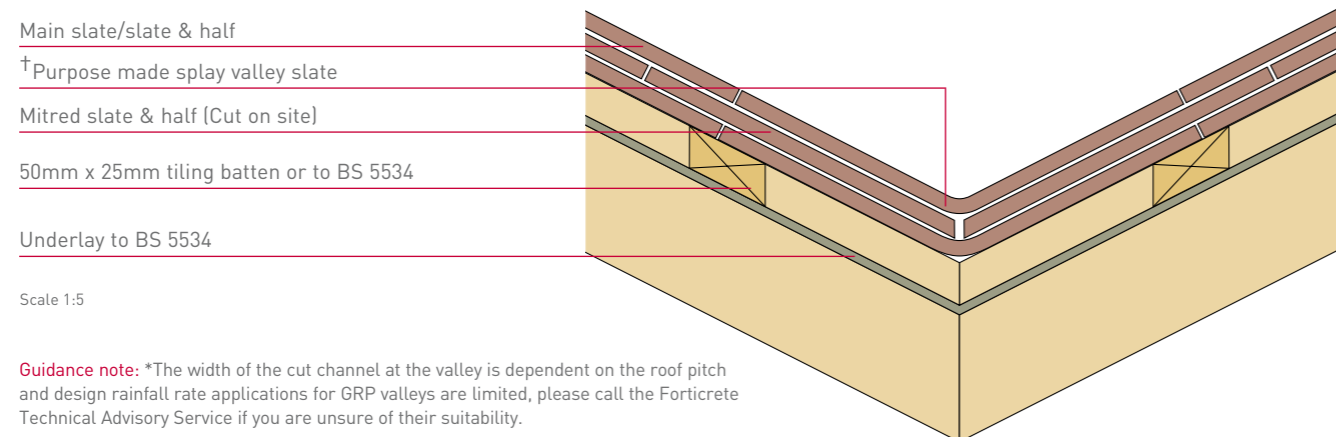 Main slate/slate & half
†Purpose made splay valley slate
Mitred slate & half (Cut on site)
50mm x 25mm tiling batten or to BS 5534
Underlay to BS 5534
Scale 1:5
Guidance note: *The width of the cut channel at the valley is dependent on the roof pitch
and design rainfall rate applications for GRP valleys are limited, please call the Forticrete
Technical Advisory Service if you are unsure of their suitability.